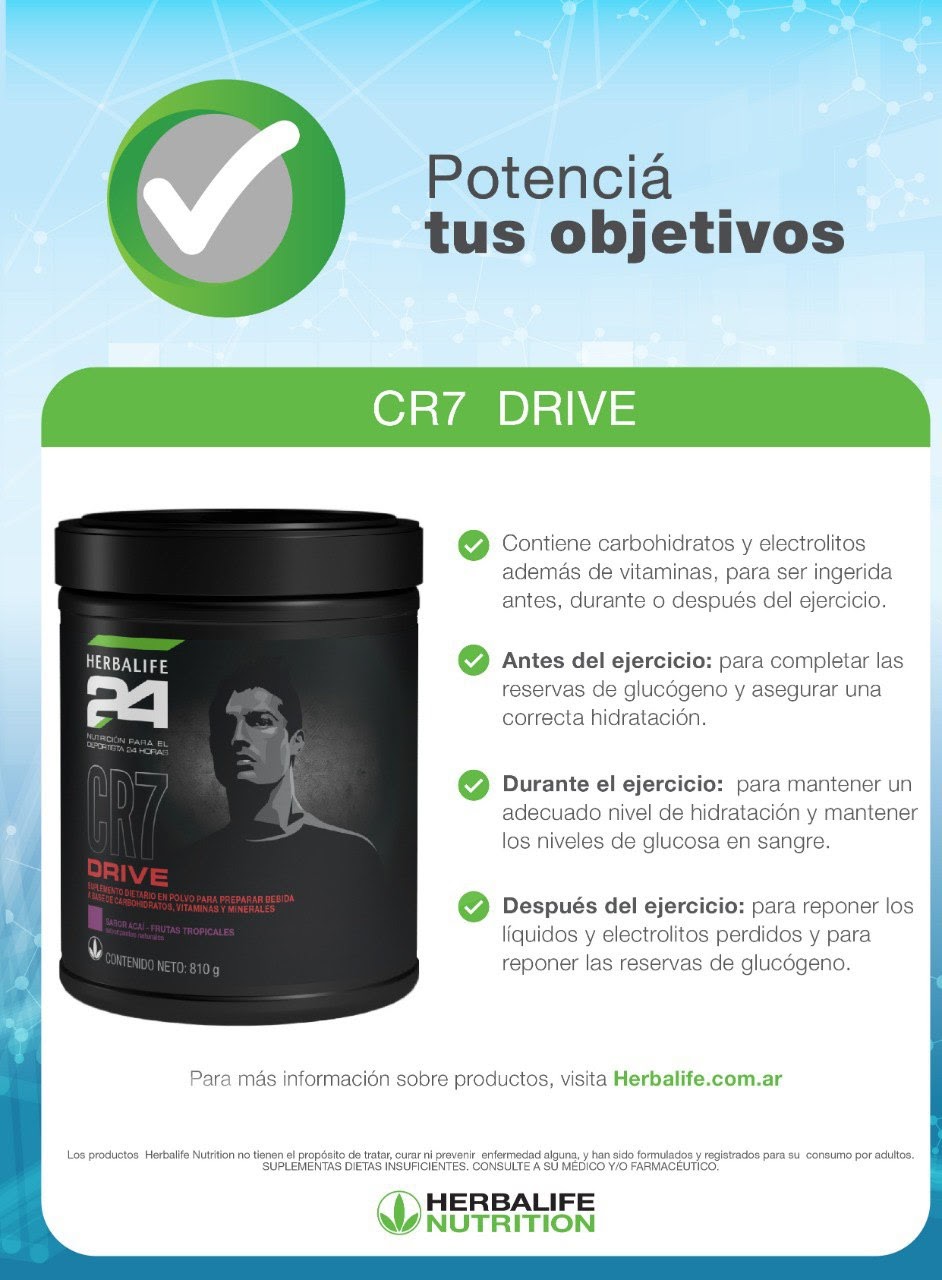 Potenciá
tus objetivos
CR7 DRIVE
HERBALIFE
24
NUTRICIÓN PARA EL
DEPORTISTA 24 HORAS
CR7
DRIVE
SUPLEMENTO DIETARIO EN POLVO PARA PREPARAR BEBIDA
A BASE DE CARBOHIDRATOS, VITAMINAS Y MINERALES
SABOR AÇAÍ - FRUTAS TROPICALES
saborizantes naturales
CONTENIDO NETO: 810 g
Contiene carbohidratos y electrolitos
además de vitaminas, para ser ingerida
antes, durante o después del ejercicio.
Antes del ejercicio: para completar las
reservas de glucógeno y asegurar una
correcta hidratación.
Durante el ejercicio: para mantener un
adecuado nivel de hidratación y mantener
los niveles de glucosa en sangre.
Después del ejercicio: para reponer los
líquidos y electrolitos perdidos y para
reponer las reservas de glucógeno.
Para más información sobre productos, visita Herbalife.com.ar
Los productos Herbalife Nutrition no tienen el propósito de tratar, curar ni prevenir enfermedad alguna, y han sido formulados y registrados para su consumo por adultos.
SUPLEMENTAS DIETAS INSUFICIENTES. CONSULTE A SU MÉDICO Y/O FARMACÉUTICO.
HERBALIFE
NUTRITION